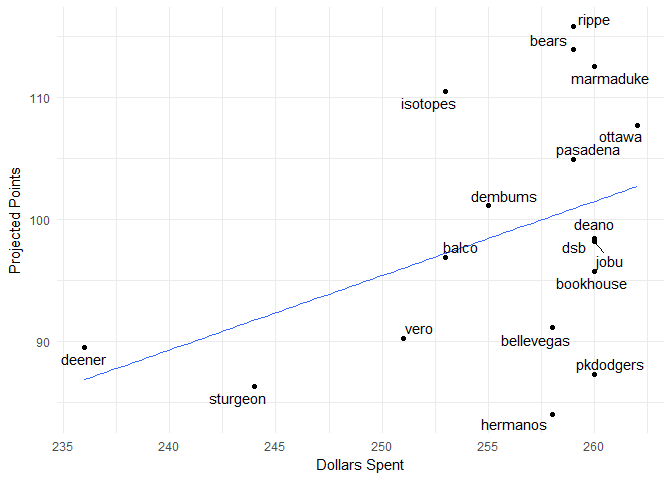 rippe
bears
marmaduke
isotopes
110
ottawa
pasadena
dembums
100
deano
balco
dsb
jobu
bookhouse
vero
90
bellevegas
deener
pkdodgers
sturgeon
hermanos
Projected Points
235 240 245 250 255 260
Dollars Spent